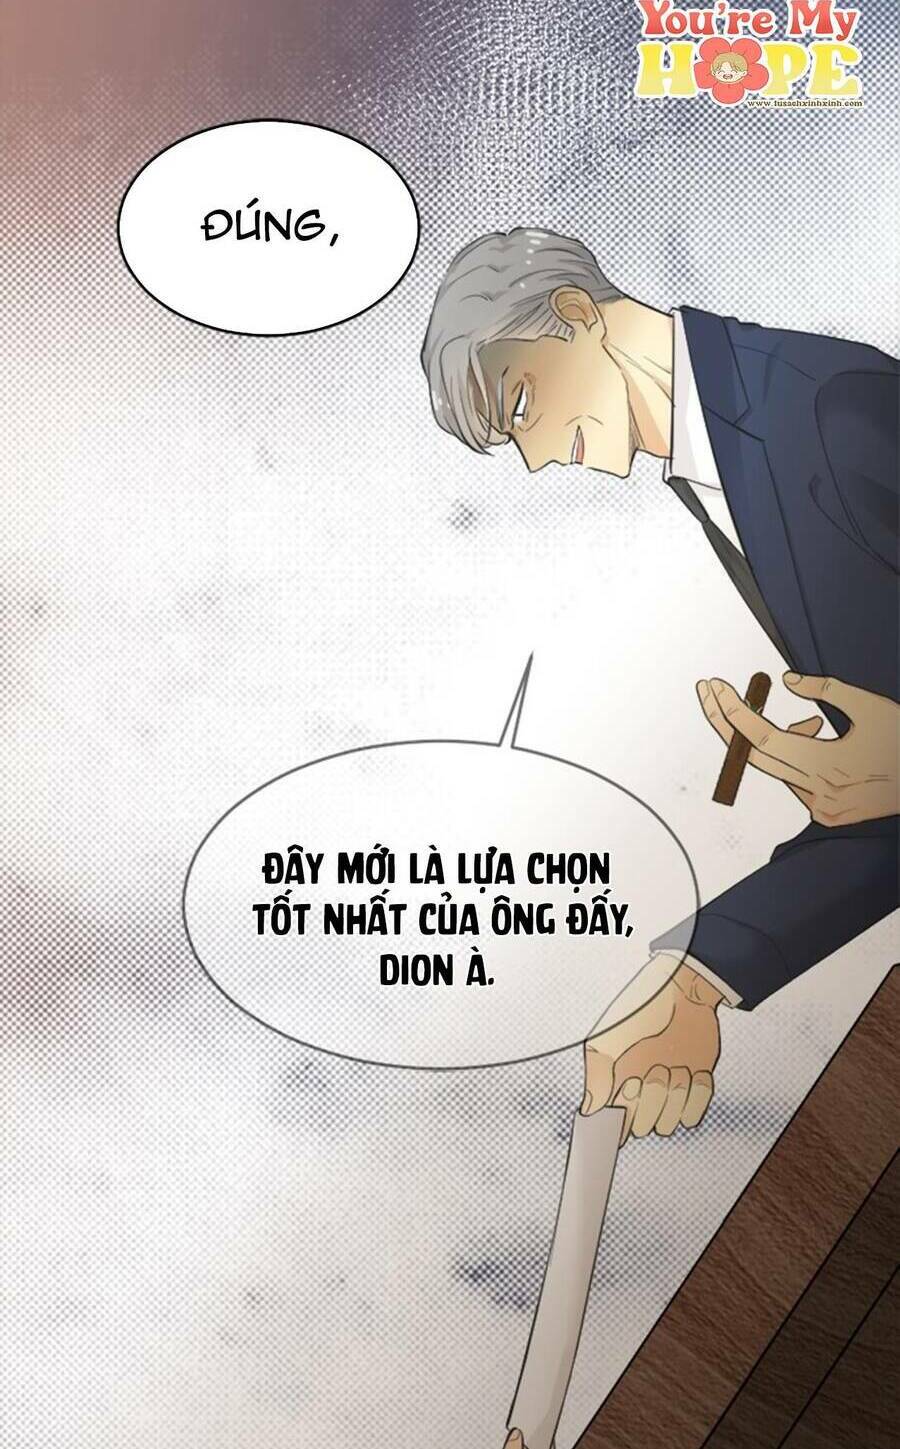 You're My
HOPE
www.tusachxinhxinh.com
ĐÚNG,
ĐÂY MỚI LÀ LỰA CHỌN
TỐT NHẤT CỦA ÔNG ĐẤY,
DION À.